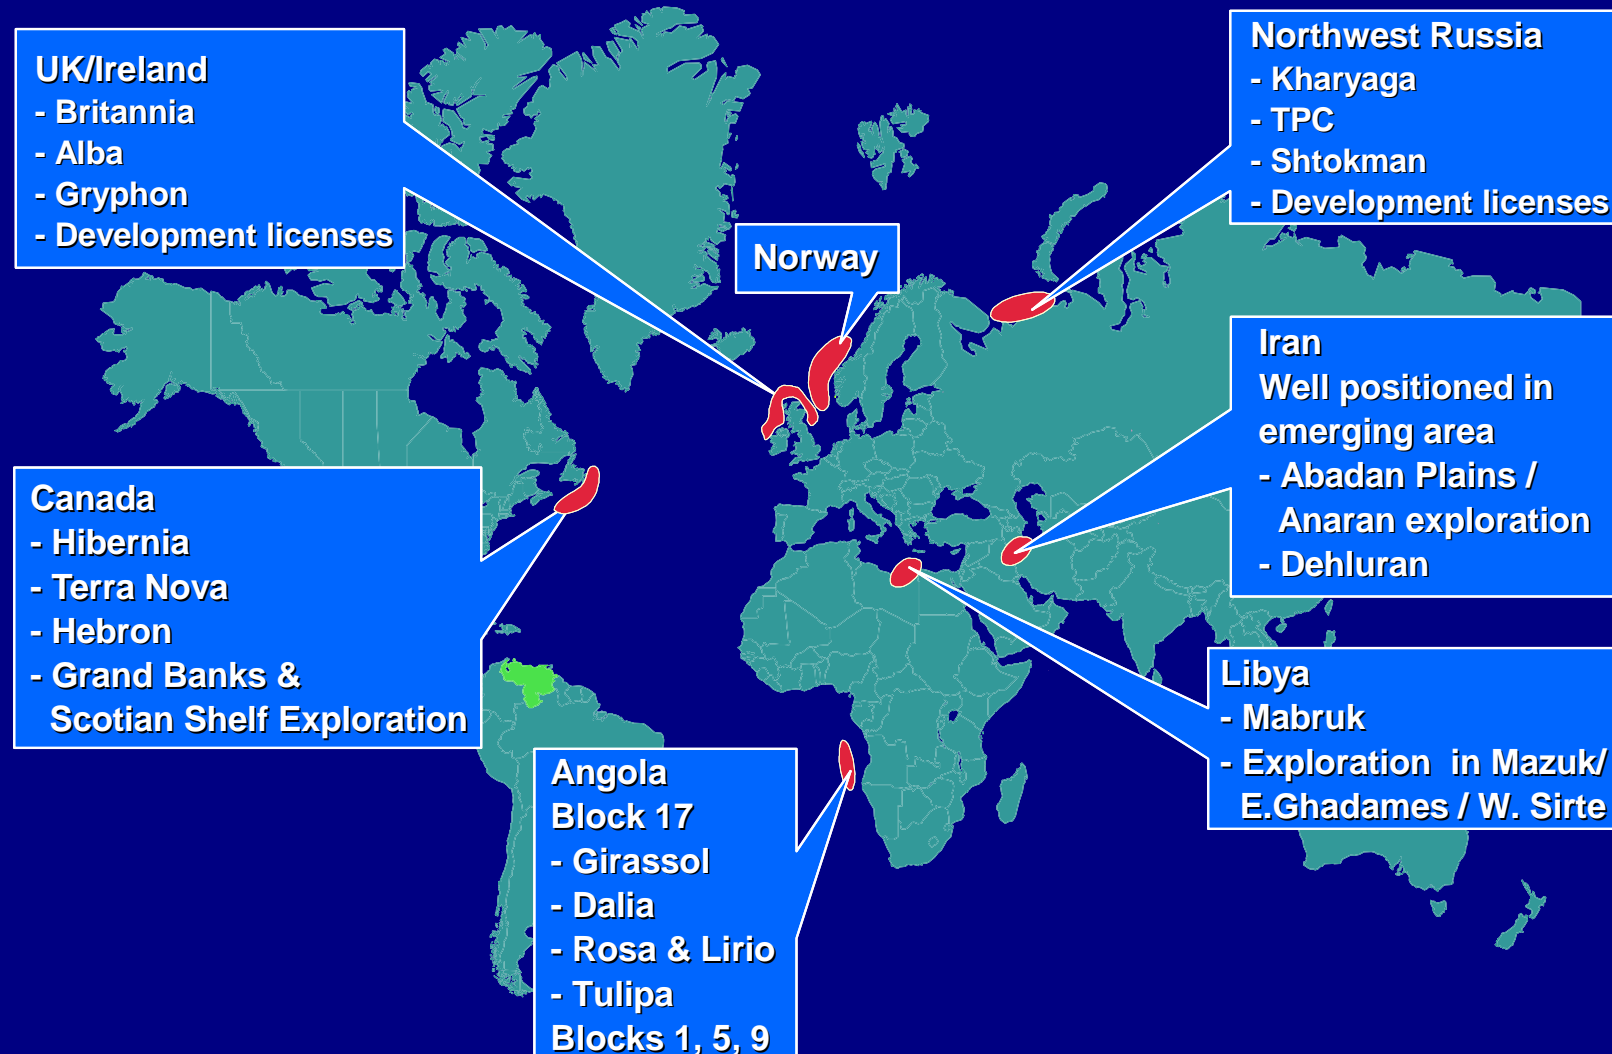 UK/Ireland
- Britannia
- Alba
- Gryphon
- Development licenses
Northwest Russia
- Kharyaga
- TPC
- Shtokman
- Development licenses
Norway
Iran
Well positioned in
emerging area
- Abadan Plains /
Anaran exploration
- Dehluran
Canada
- Hibernia
- Terra Nova
- Hebron
- Grand Banks &
Scotian Shelf Exploration
Libya
- Mabruk
- Exploration in Mazuk/
E.Ghadames / W. Sirte
Angola
Block 17
- Girassol
- Dalia
- Rosa & Lirio
- Tulipa
Blocks 1, 5, 9